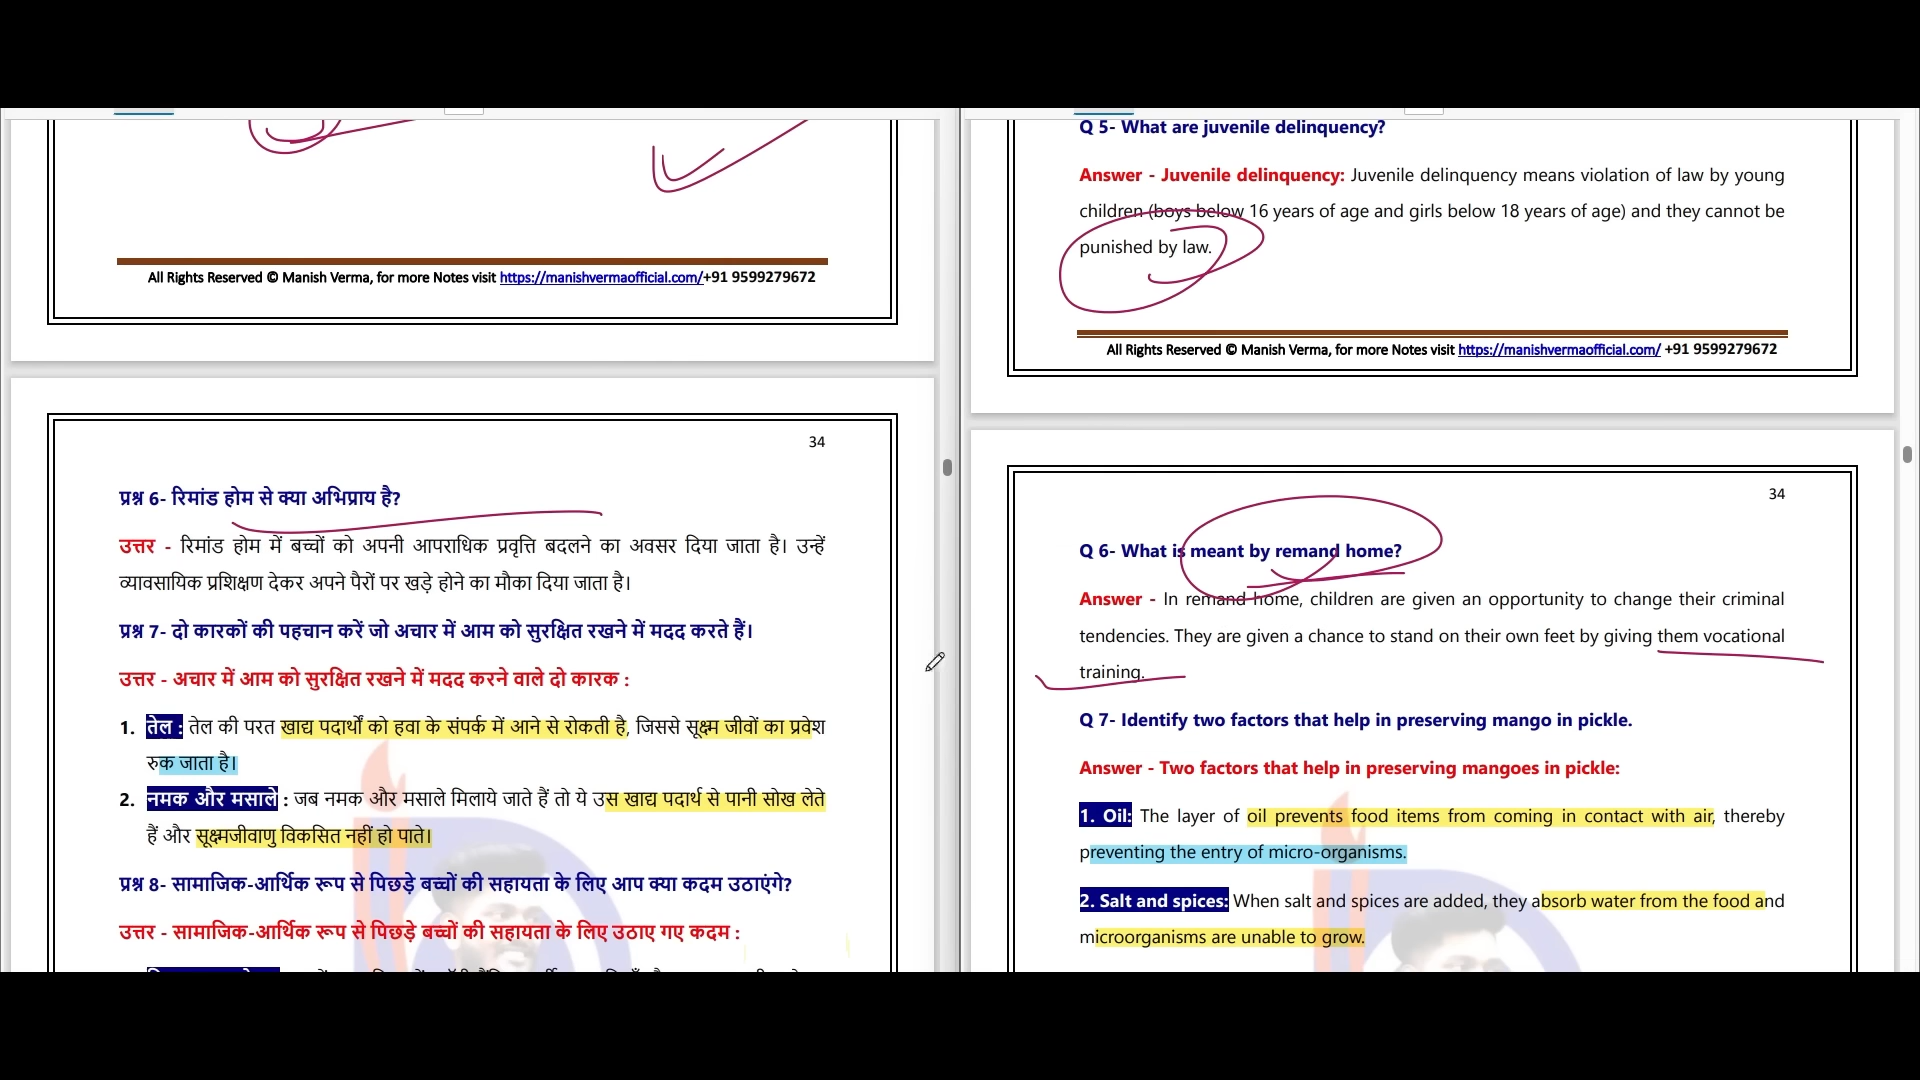 All Rights Reserved © Manish Verma, for more Notes visit https://manishvermaofficial.com/+91 9599279672
34
प्रश्न 6- रिमांड होम से क्या अभिप्राय है?
उत्तर - रिमांड होम में बच्चों को अपनी आपराधिक प्रवृत्ति बदलने का अवसर दिया जाता है। उन्हें
व्यावसायिक प्रशिक्षण देकर अपने पैरों पर खड़े होने का मौका दिया जाता है।
प्रश्न 7- दो कारकों की पहचान करें जो अचार में आम को सुरक्षित रखने में मदद करते हैं।
उत्तर - अचार में आम को सुरक्षित रखने में मदद करने वाले दो कारक :
1. तेल : तेल की परत खाद्य पदार्थों को हवा के संपर्क में आने से रोकती है, जिससे सूक्ष्म जीवों का प्रवेश
रुक जाता है।
2. नमक और मसाले : जब नमक और मसाले मिलाये जाते हैं तो ये उस खाद्य पदार्थ से पानी सोख लेते
हैं और सूक्ष्मजीवाणु विकसित नहीं हो पाते।
प्रश्न 8- सामाजिक-आर्थिक रूप से पिछड़े बच्चों की सहायता के लिए आप क्या कदम उठाएंगे?
उत्तर - सामाजिक-आर्थिक रूप से पिछड़े बच्चों की सहायता के लिए उठाए गए कदम :
Q 5- What are juvenile delinquency?
Answer - Juvenile delinquency: Juvenile delinquency means violation of law by young
children (boys below 16 years of age and girls below 18 years of age) and they cannot be
punished by law.
All Rights Reserved © Manish Verma, for more Notes visit https://manishvermaofficial.com/ +91 9599279672
34
Q 6- What is meant by remand home?
Answer - In remand home, children are given an opportunity to change their criminal
tendencies. They are given a chance to stand on their own feet by giving them vocational
training.
Q 7- Identify two factors that help in preserving mango in pickle.
Answer - Two factors that help in preserving mangoes in pickle:
1. Oil: The layer of oil prevents food items from coming in contact with air, thereby
preventing the entry of micro-organisms.
2. Salt and spices: When salt and spices are added, they absorb water from the food and
microorganisms are unable to grow.